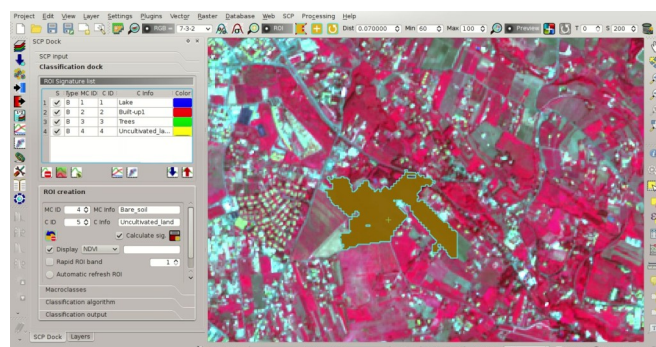 Project Edit View Layer Settings Plugins Vector Raster Database Web SCP Processing Help
RGB = 7-3-2 ROI Dist 0.070000 Min 60 Max 100 Preview T 0 S 200
SCP Dock
SCP input
Classification dock
ROI Signature list
S Type MC ID C ID C Info Color
1 B 1 1 Lake
2 B 2 2 Built-up1
3 B 3 3 Trees
4 B 4 4 Uncultivated_la...
ROI creation
MC ID 4 MC Info Bare_soil
C ID 5 C Info Uncultivated_land
Calculate sig.
Display NDVI
Rapid ROI band 1
Automatic refresh ROI
Macroclasses
Classification algorithm
Classification output
SCP Dock Layers